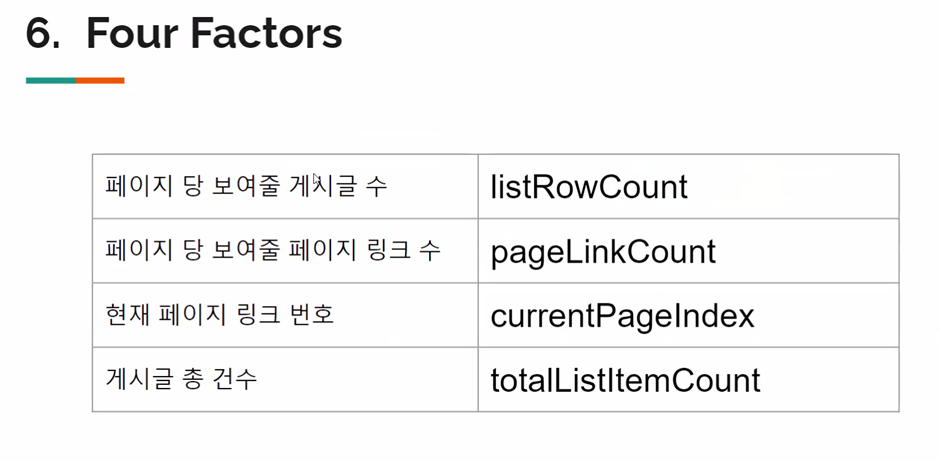 6. Four Factors
페이지 당 보여줄 게시글 수 listRowCount
페이지 당 보여줄 페이지 링크 수 pageLinkCount
현재 페이지 링크 번호 currentPageIndex
게시글 총 건수 totalListItemCount